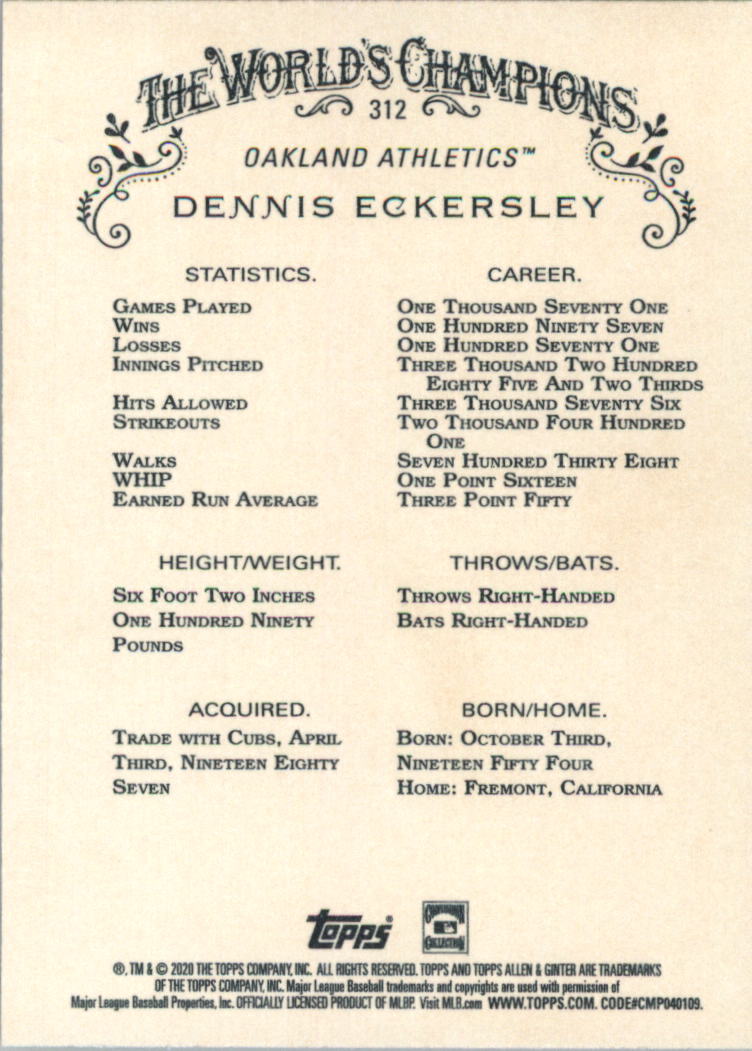 THE WORLD'S CHAMPIONS
312
OAKLAND ATHLETICS™
DENNIS ECKERSLEY
STATISTICS. CAREER.
GAMES PLAYED ONE THOUSAND SEVENTY ONE
WINS ONE HUNDRED NINETY SEVEN
LOSSES ONE HUNDRED SEVENTY ONE
INNINGS PITCHED THREE THOUSAND TWO HUNDRED
EIGHTY FIVE AND TWO THIRDS
HITS ALLOWED THREE THOUSAND SEVENTY SIX
STRIKEOUTS TWO THOUSAND FOUR HUNDRED
ONE
WALKS SEVEN HUNDRED THIRTY EIGHT
WHIP ONE POINT SIXTEEN
EARNED RUN AVERAGE THREE POINT FIFTY
HEIGHT/WEIGHT.
SIX FOOT TWO INCHES
ONE HUNDRED NINETY
POUNDS
THROWS/BATS.
THROWS RIGHT-HANDED
BATS RIGHT-HANDED
ACQUIRED.
TRADE WITH CUBS, APRIL
THIRD, NINETEEN EIGHTY
SEVEN
BORN/HOME.
BORN: OCTOBER THIRD,
NINETEEN FIFTY FOUR
HOME: FREMONT, CALIFORNIA
topps®
COOPERSTOWN
COLLECTION
®, TM & © 2020 THE TOPPS COMPANY, INC. ALL RIGHTS RESERVED. TOPPS AND TOPPS ALLEN & GINTER ARE TRADEMARKS
OF THE TOPPS COMPANY, INC. Major League Baseball trademarks and copyrights are used with permission of
Major League Baseball Properties, Inc. OFFICIALLY LICENSED PRODUCT OF MLBP. Visit MLB.com WWW.TOPPS.COM. CODE#CMP040109.